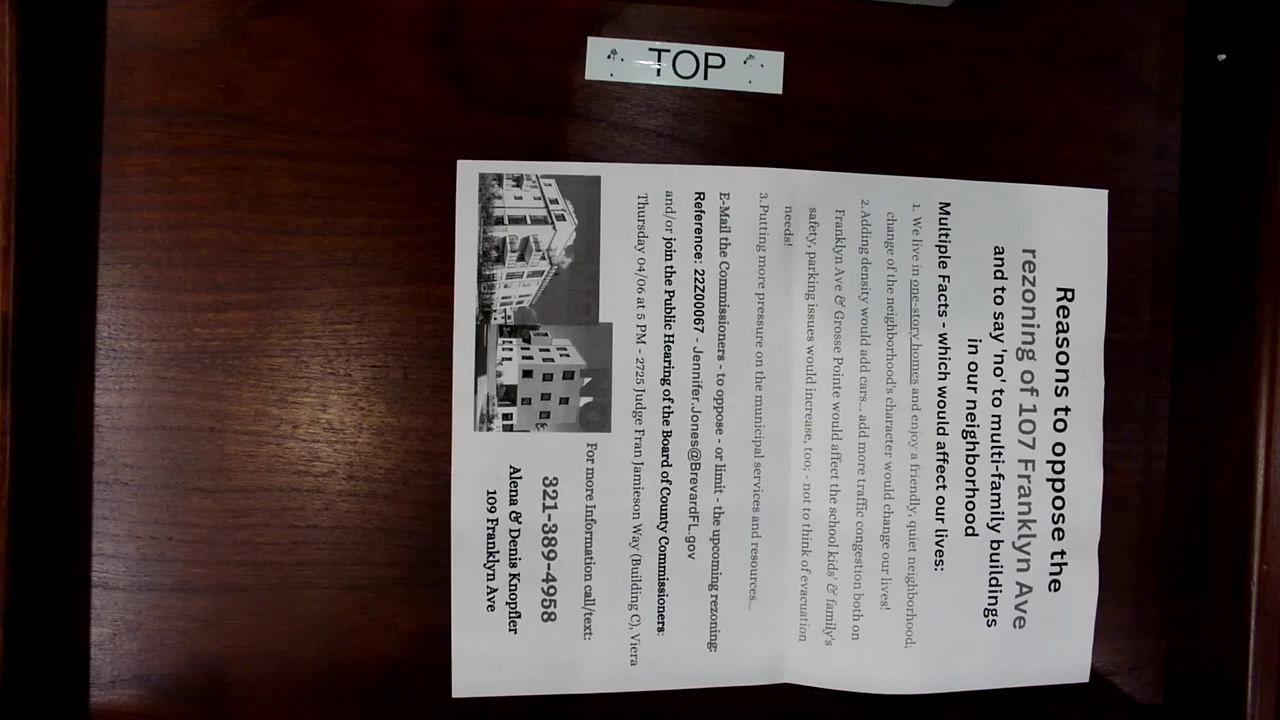 TOP
Reasons to oppose the
rezoning of 107 Franklyn Ave
and to say 'no' to multi-family buildings
in our neighborhood
Multiple Facts - which would affect our lives:
1. We live in one-story homes and enjoy a friendly, quiet neighborhood;
change of the neighborhood's character would change our lives!
2. Adding density would add cars... add more traffic congestion both on
Franklyn Ave & Grosse Pointe would affect the school kids' & family's
safety, parking issues would increase, too; - not to think of evacuation
needs!
3. Putting more pressure on the municipal services and resources...
E-Mail the Commissioners - to oppose - or limit - the upcoming rezoning:
Reference: 22Z00067 - Jennifer.Jones@BrevardFL.gov
and/or join the Public Hearing of the Board of County Commissioners:
Thursday 04/06 at 5 PM - 2725 Judge Fran Jamieson Way (Building C), Viera
For more Information call/text:
321-389-4958
Alena & Denis Knopfler
109 Franklyn Ave